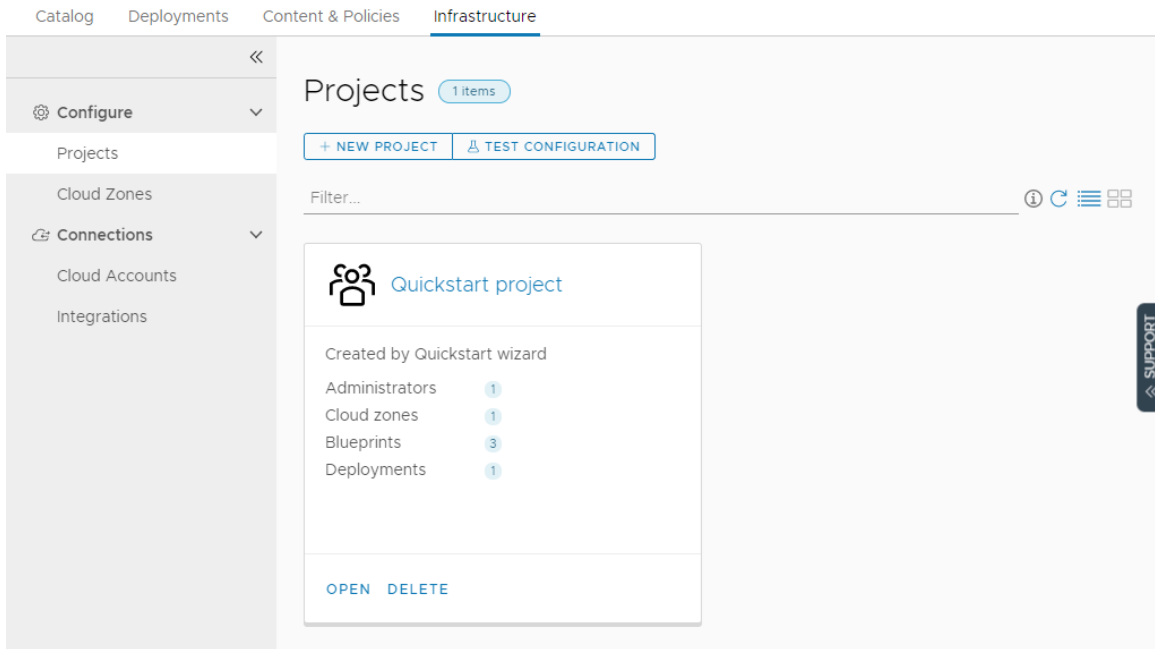 Catalog Deployments Content & Policies Infrastructure
Configure
Projects
Cloud Zones
Connections
Cloud Accounts
Integrations
Projects 1 items
+ NEW PROJECT TEST CONFIGURATION
Filter...
Quickstart project
Created by Quickstart wizard
Administrators 1
Cloud zones 1
Blueprints 3
Deployments 1
OPEN DELETE
SUPPORT